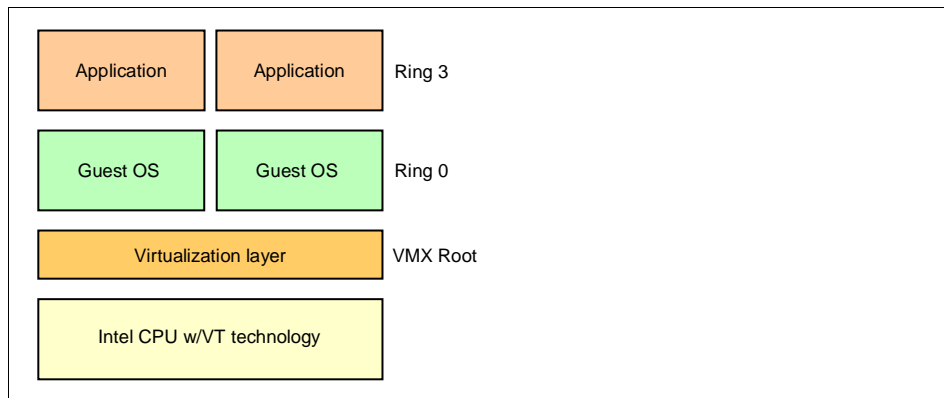 Application
Application
Ring 3
Guest OS
Guest OS
Ring 0
Virtualization layer
VMX Root
Intel CPU w/VT technology